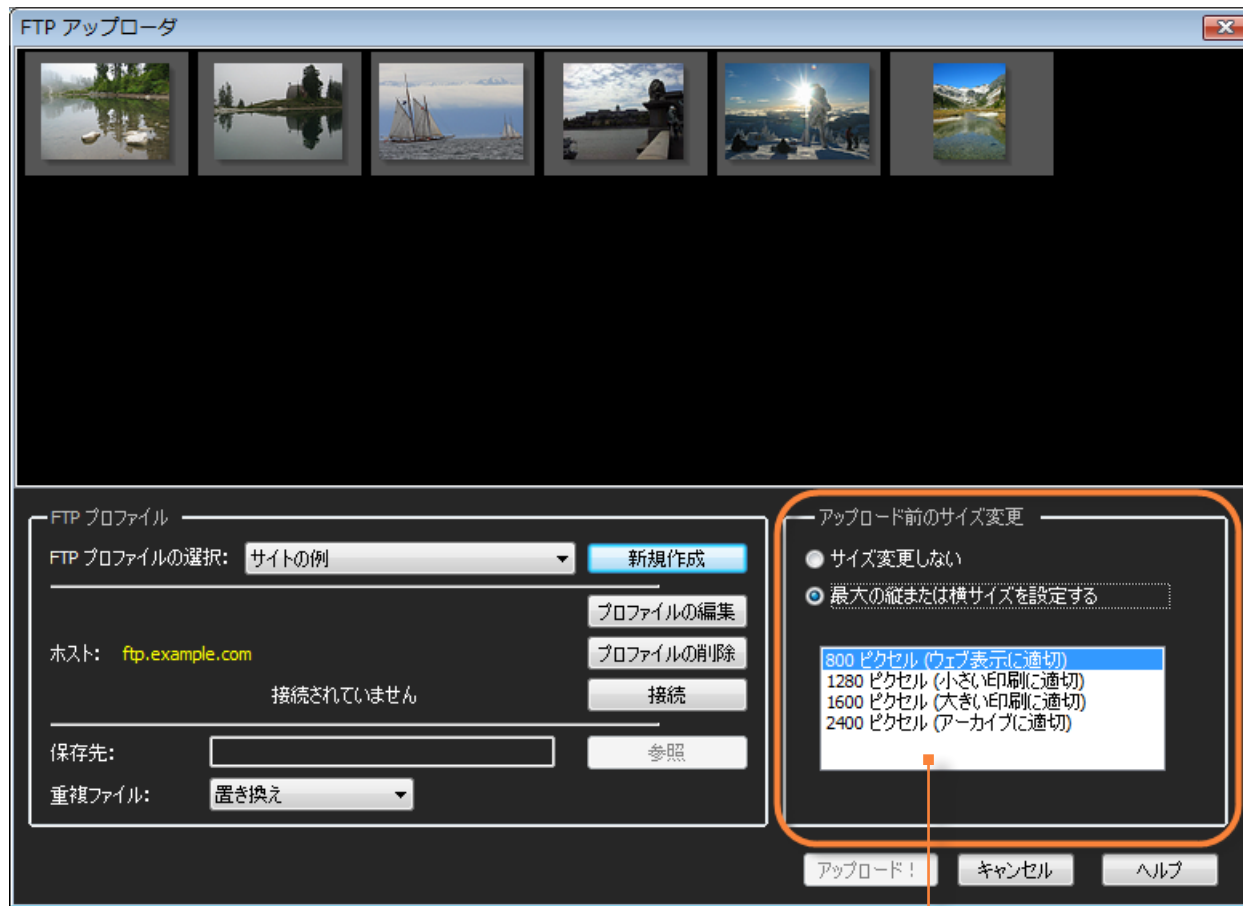 FTP アップローダ
FTP プロファイル
FTP プロファイルの選択:
サイトの例
新規作成
プロファイルの編集
ホスト:
ftp.example.com
プロファイルの削除
接続されていません
接続
保存先:
参照
重複ファイル:
置き換え
アップロード前のサイズ変更
サイズ変更しない
最大の縦または横サイズを設定する
800 ピクセル (ウェブ表示に適切)
1280 ピクセル (小さい印刷に適切)
1600 ピクセル (大きい印刷に適切)
2400 ピクセル (アーカイブに適切)
アップロード!
キャンセル
ヘルプ